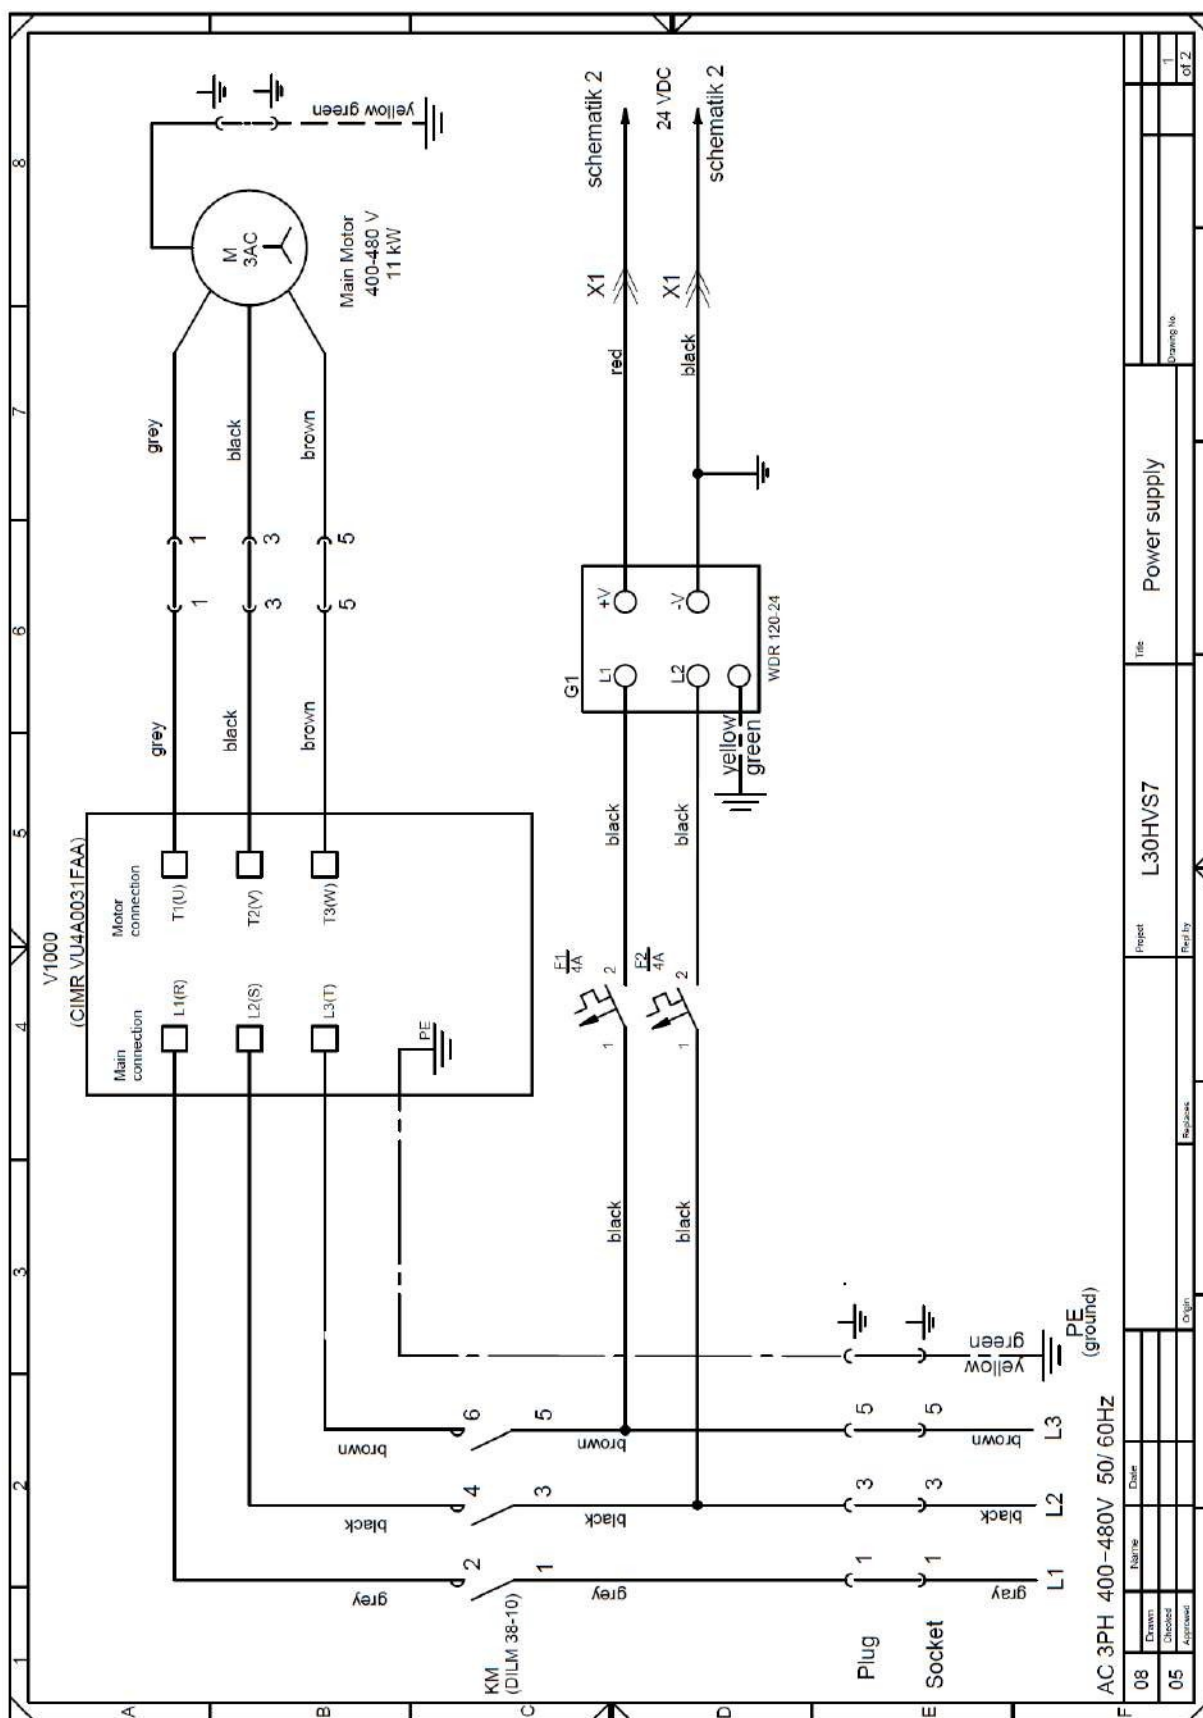 1
2
3
4
5
6
7
8
A
B
C
D
E
F
V1000
(CIMR VU4A0031FAA)
Main
connection
Motor
connection
L1(R)
T1(U)
L2(S)
T2(V)
L3(T)
T3(W)
PE
grey
1
1
grey
black
3
3
black
brown
5
5
brown
M
3AC
Main Motor
400-480 V
11 kW
yellow green
KM
(DILM 38-10)
grey
2
1
grey
black
4
3
black
brown
6
5
brown
black
F1
4A
1
2
black
black
F2
4A
1
2
black
G1
L1
+V
L2
-V
WDR 120-24
yellow
green
red
X1
schematik 2
24 VDC
black
X1
schematik 2
Plug
1
3
5
Socket
1
3
5
gray
black
brown
yellow
green
L1
L2
L3
PE
(ground)
AC 3PH 400-480V 50/60HZ
08
05
Drawn
Checked
Approved
Name
Date
Origin
Replaces
Project
L30HVS7
Repl by
Title
Power supply
Drawing No.
1
of 2